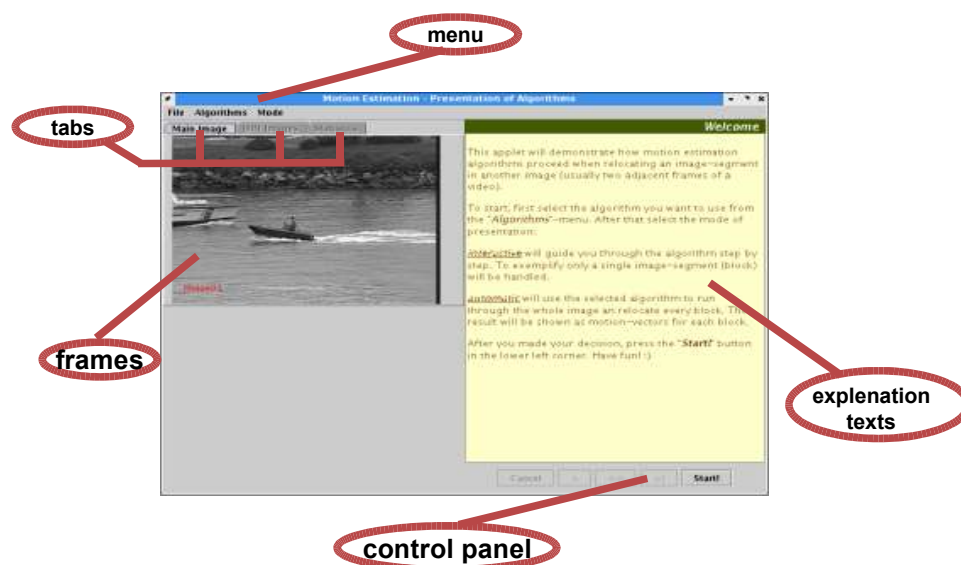 menu
Motion Estimation - Presentation of Algorithms
File Algorithms Mode
tabs
Main Image
Welcome
This applet will demonstrate how motion estimation
algorithms proceed when relocating an image-segment
in another image (usually two adjacent frames of a
video).
To start, first select the algorithm you want to use from
the "Algorithms"-menu. After that select the mode of
presentation:
interactive will guide you through the algorithm step by
step. To exemplify only a single image-segment (block)
will be handled.
automatic will use the selected algorithm to run
through the whole image an relocate every block. The
result will be shown as motion-vectors for each block.
After you made your decision, press the "Start!" button
in the lower left corner. Have fun! :)
frames
explenation
texts
Cancel
Start!
control panel